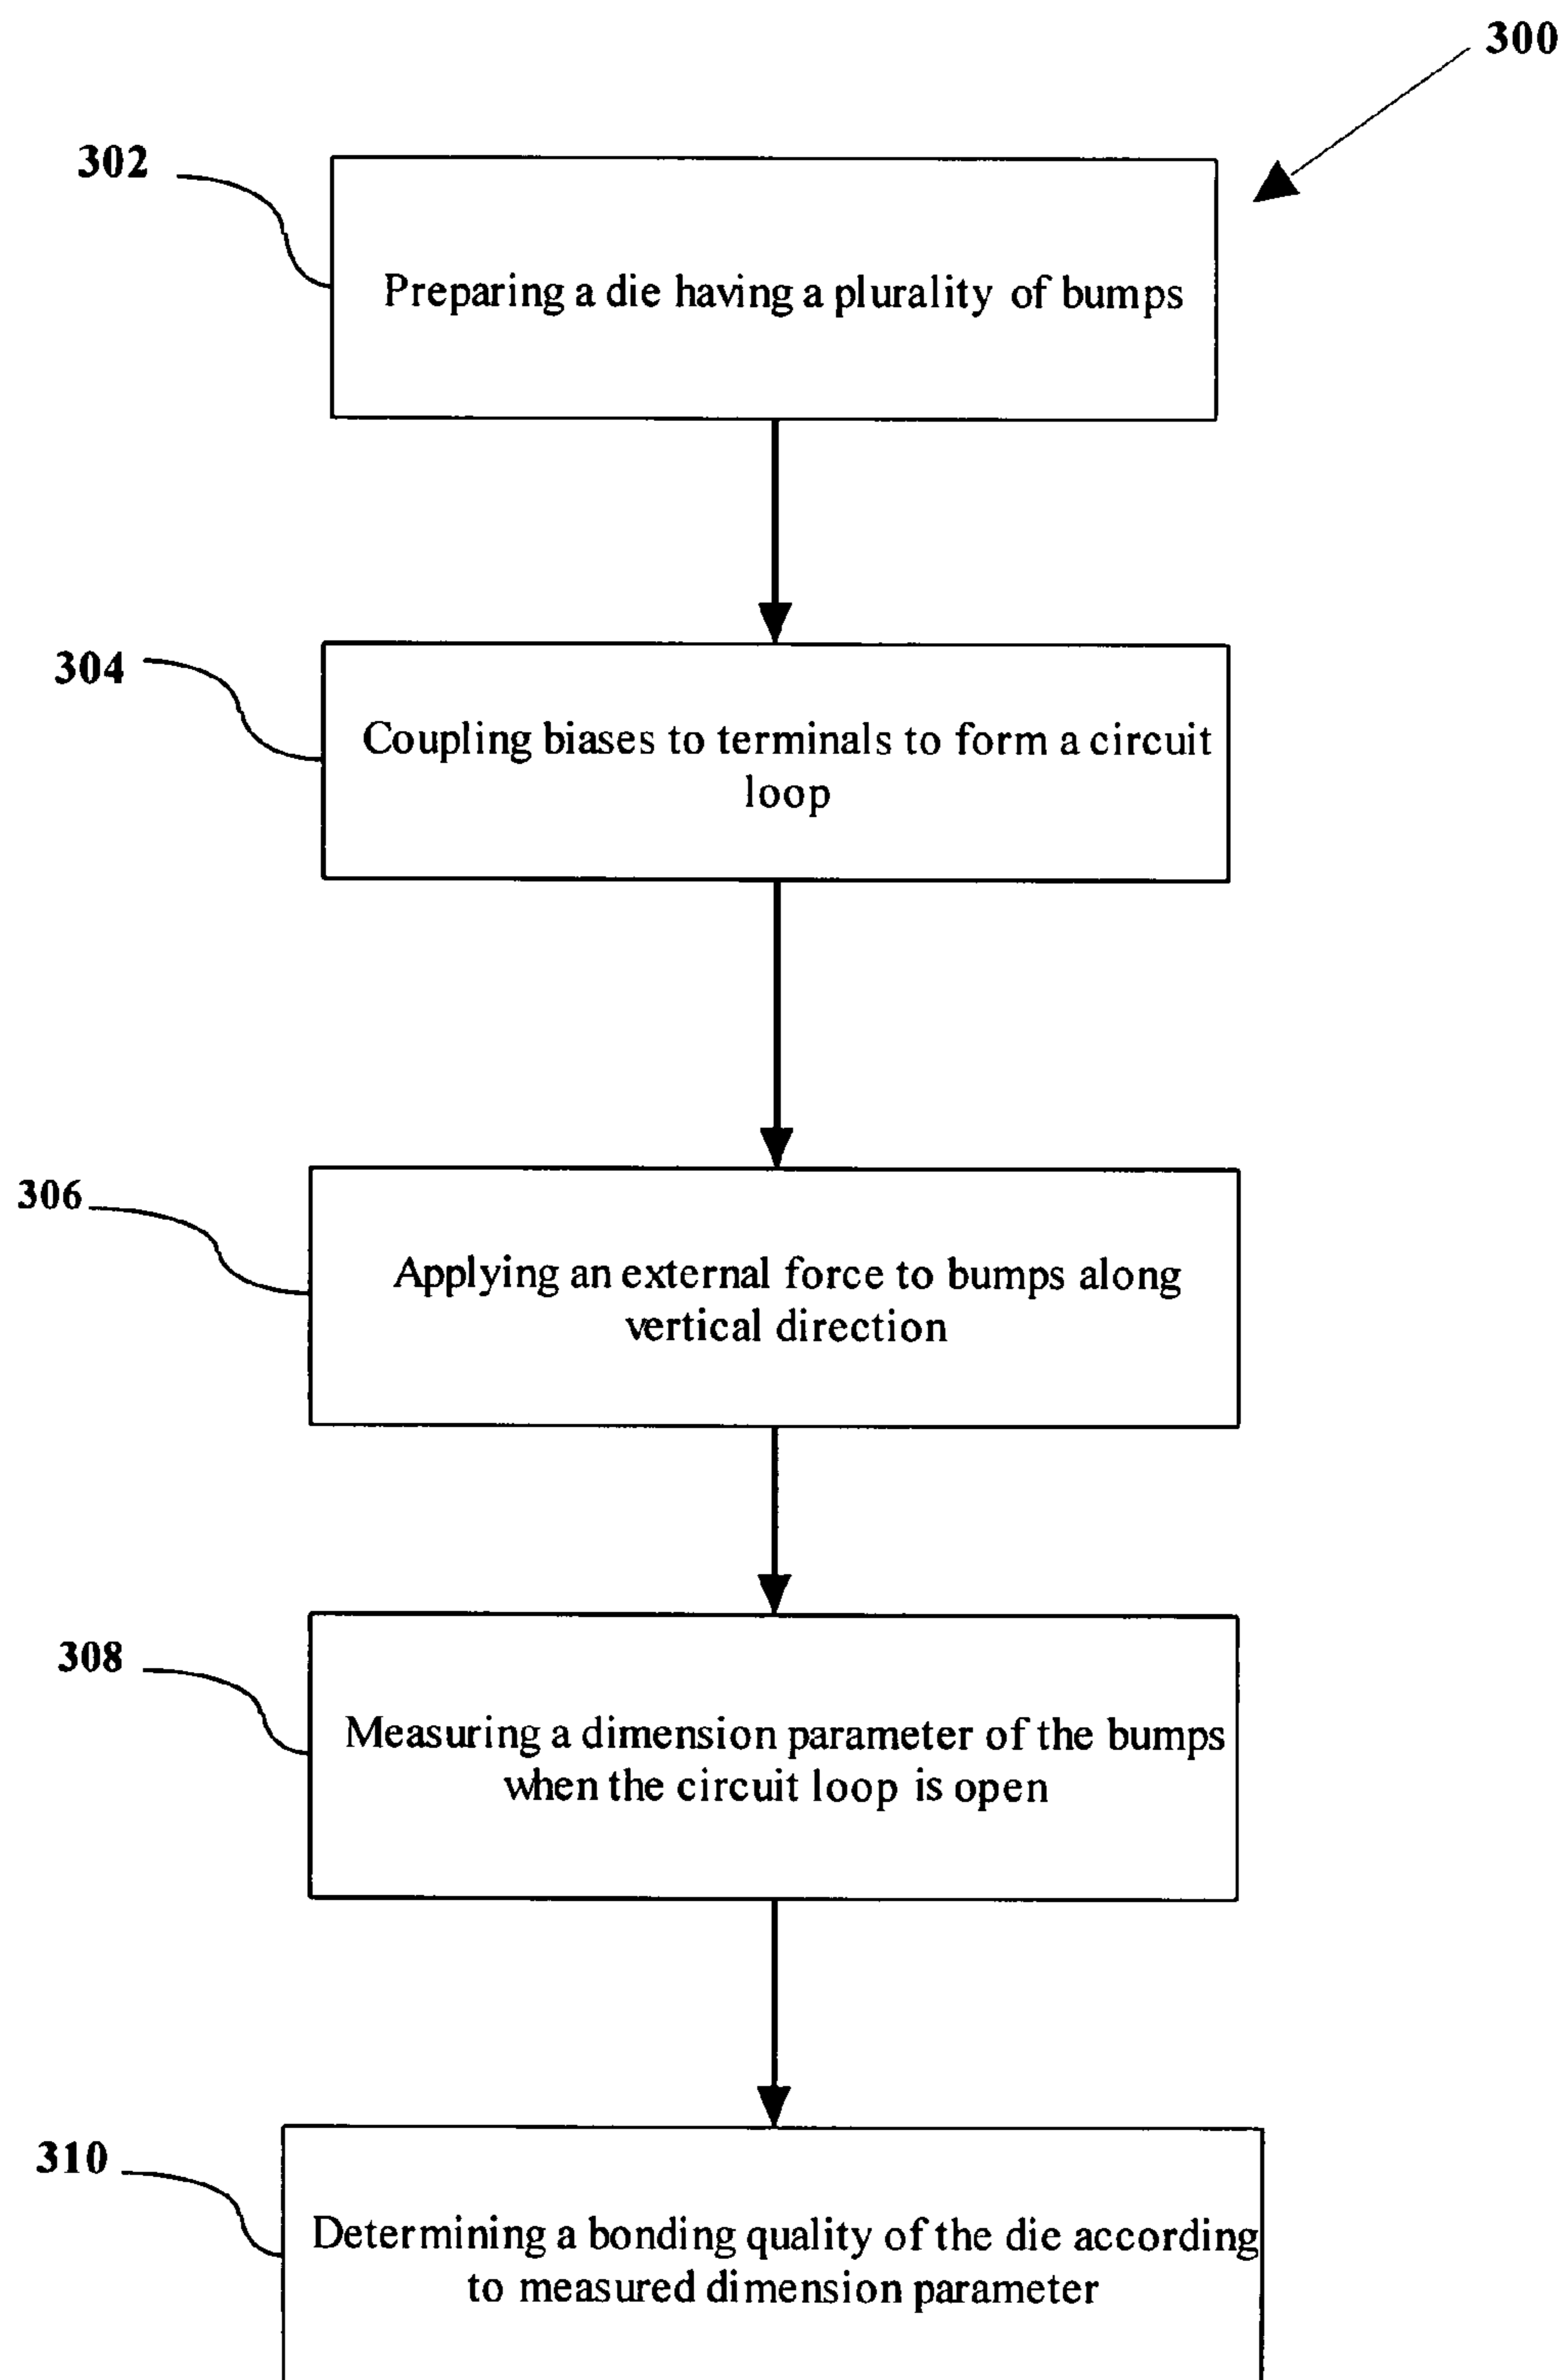 300
302
Preparing a die having a plurality of bumps
304
Coupling biases to terminals to form a circuit
loop
306
Applying an external force to bumps along
vertical direction
308
Measuring a dimension parameter of the bumps
when the circuit loop is open
310
Determining a bonding quality of the die according
to measured dimension parameter